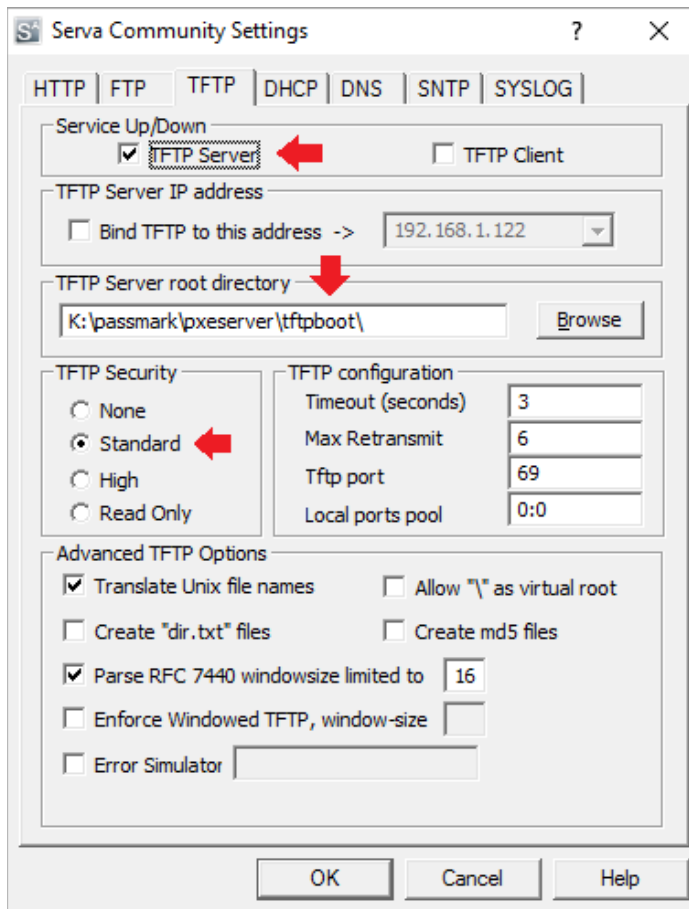 Serva Community Settings
HTTP FTP TFTP DHCP DNS SNTP SYSLOG
Service Up/Down
TFTP Server TFTP Client
TFTP Server IP address
Bind TFTP to this address -> 192.168.1.122
TFTP Server root directory
K:\passmark\pxeserver\tftpboot\ Browse
TFTP Security
None
Standard
High
Read Only
TFTP configuration
Timeout (seconds) 3
Max Retransmit 6
Tftp port 69
Local ports pool 0:0
Advanced TFTP Options
Translate Unix file names Allow "\" as virtual root
Create "dir.txt" files Create md5 files
Parse RFC 7440 windowsize limited to 16
Enforce Windowed TFTP, window-size
Error Simulator
OK Cancel Help